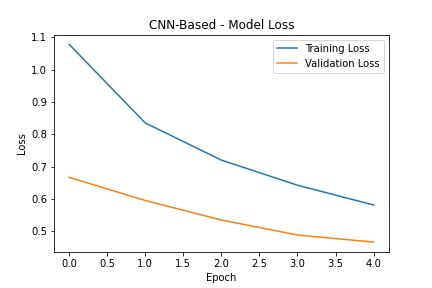 CNN-Based - Model Loss
Training Loss
Validation Loss
Loss
1.1
1.0
0.9
0.8
0.7
0.6
0.5
0.0 0.5 1.0 1.5 2.0 2.5 3.0 3.5 4.0
Epoch